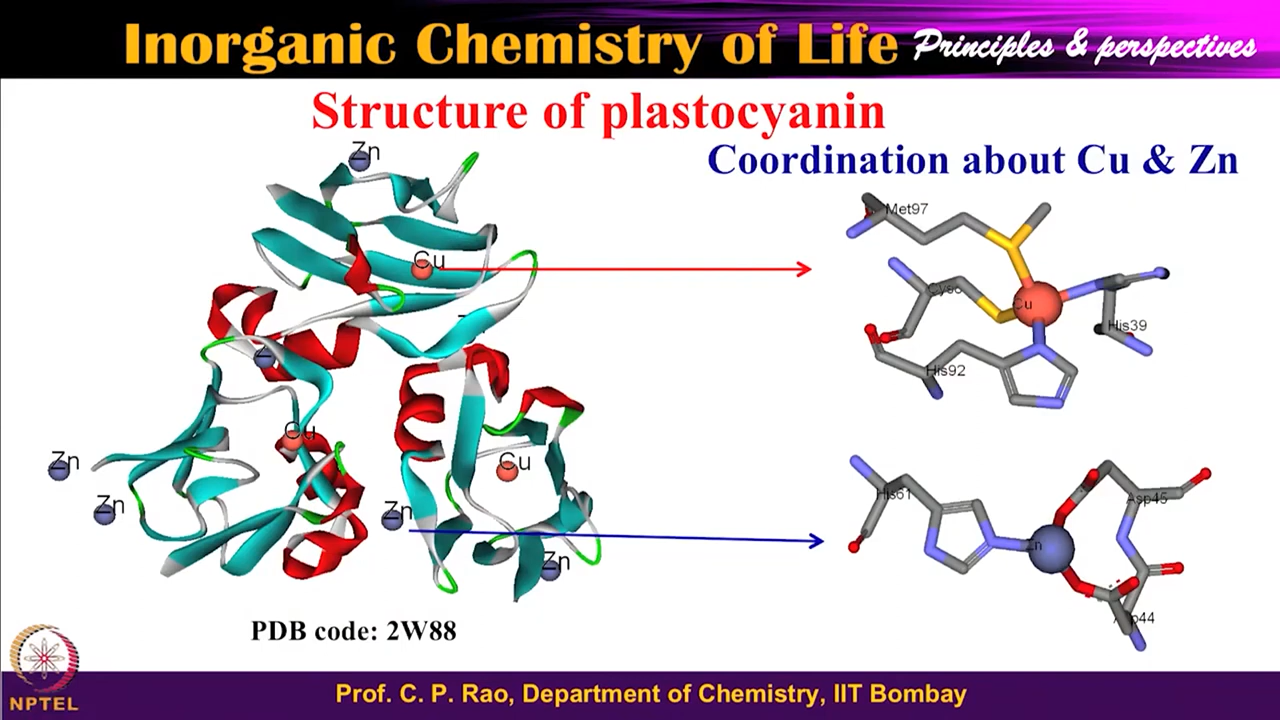 Inorganic Chemistry of Life Principles & perspectives
Structure of plastocyanin
Coordination about Cu & Zn
Zn
Cu
Cu
Zn
Zn
Zn
Cu
Zn
Met97
Cu
His39
His92
His61
Asp45
Zn
PDB code: 2W88
NPTEL
Prof. C. P. Rao, Department of Chemistry, IIT Bombay